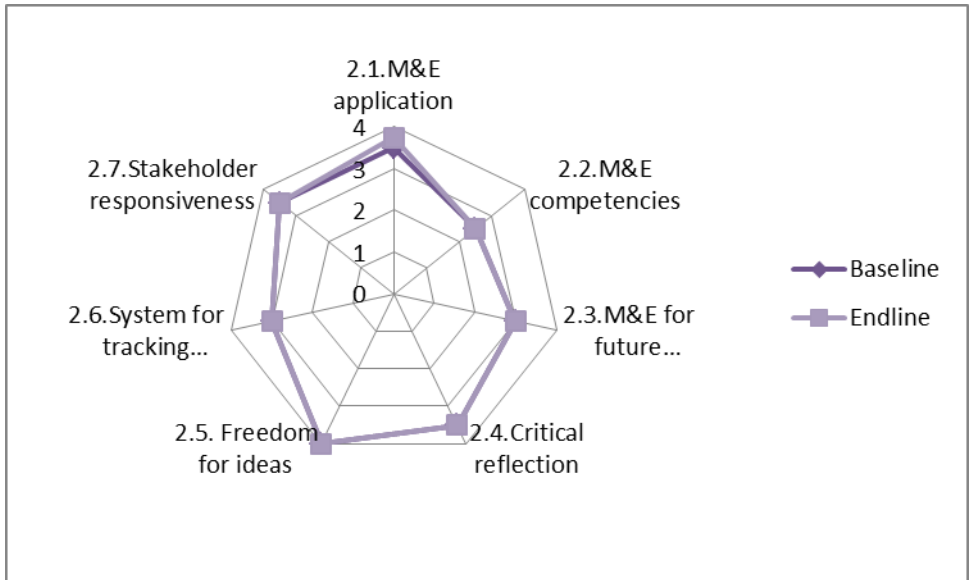 2.1.M&E
application
4
3
2
1
0
2.2.M&E
competencies
2.3.M&E for
future...
2.4.Critical
reflection
2.5. Freedom
for ideas
2.6.System for
tracking...
2.7.Stakeholder
responsiveness
Baseline
Endline